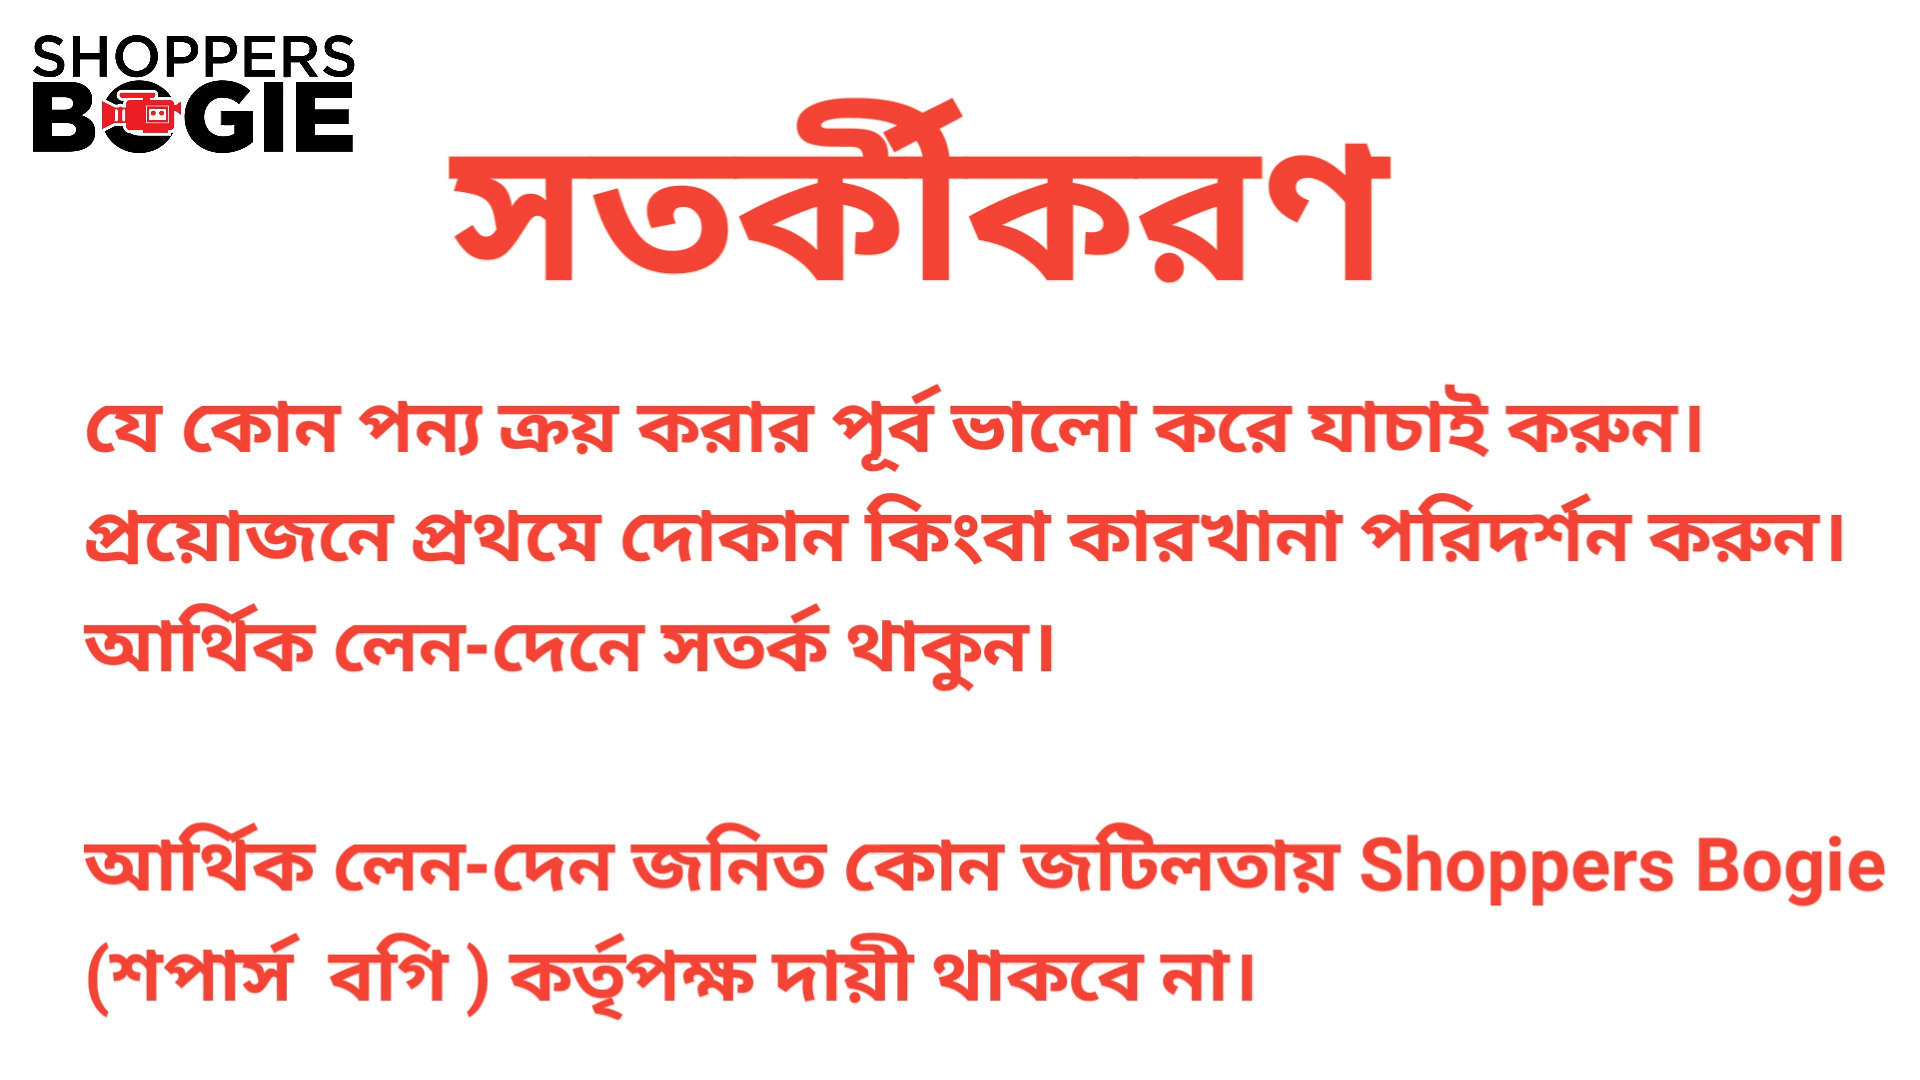 SHOPPERS
BOGIE
সতর্কীকরণ
যে কোন পন্য ক্রয় করার পূর্ব ভালো করে যাচাই করুন।
প্রয়োজনে প্রথমে দোকান কিংবা কারখানা পরিদর্শন করুন।
আর্থিক লেন-দেনে সতর্ক থাকুন।
আর্থিক লেন-দেন জনিত কোন জটিলতায় Shoppers Bogie
(শপার্স বগি ) কর্তৃপক্ষ দায়ী থাকবে না।